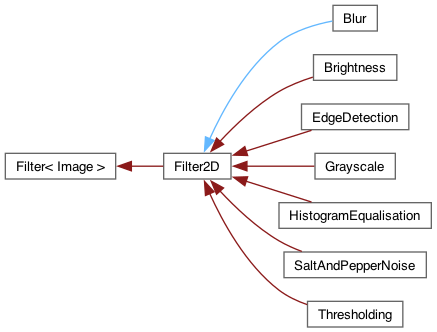 Blur
Brightness
EdgeDetection
Filter< Image >
Filter2D
Grayscale
HistogramEqualisation
SaltAndPepperNoise
Thresholding